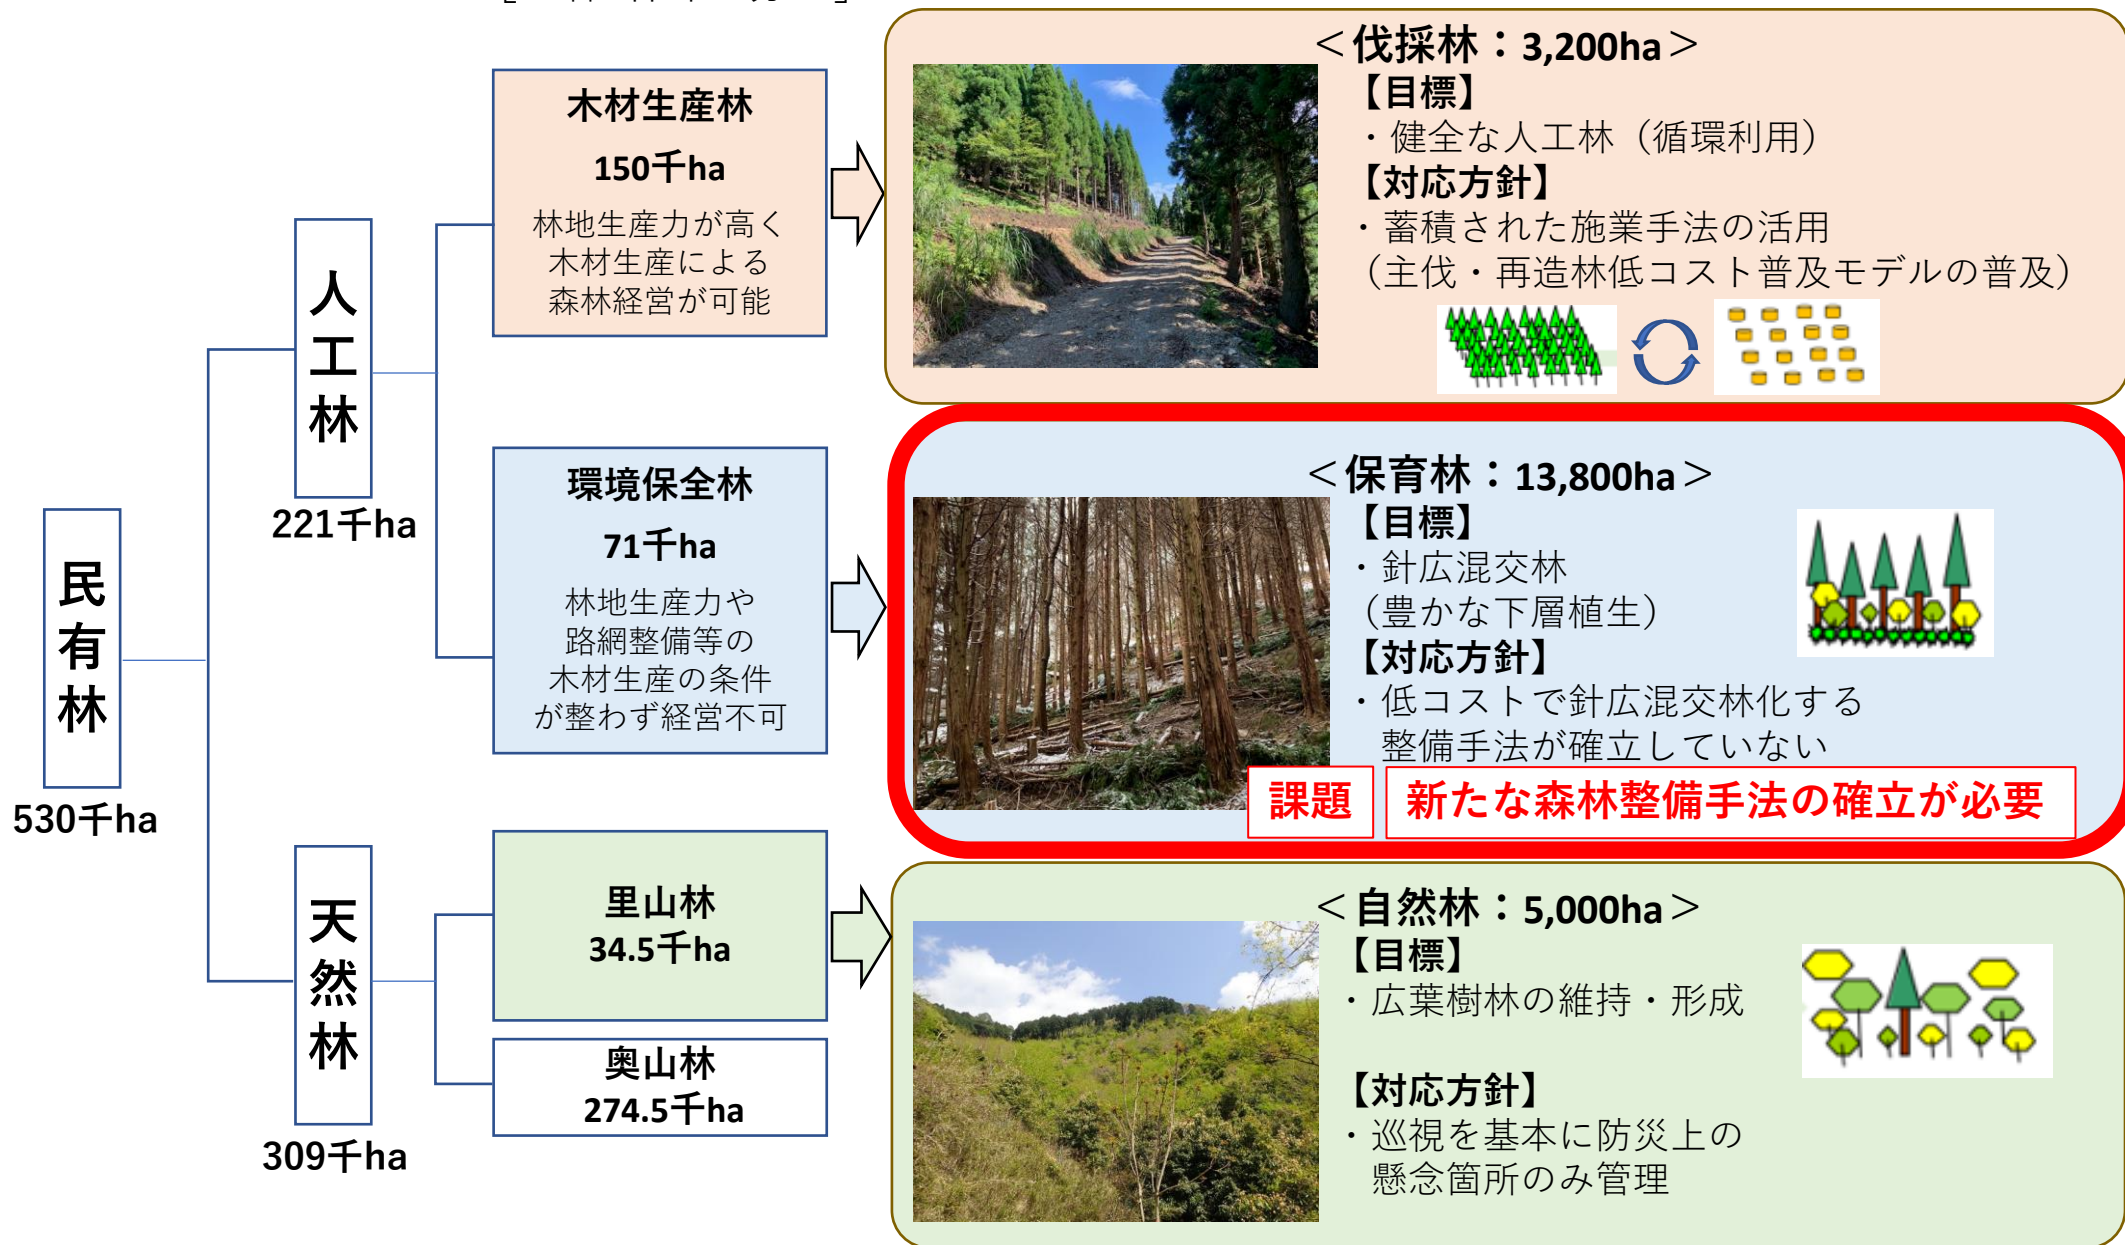 民有林
530千ha
人工林
221千ha
天然林
309千ha
木材生産林
150千ha
林地生産力が高く
木材生産による
森林経営が可能
環境保全林
71千ha
林地生産力や
路網整備等の
木材生産の条件
が整わず経営不可
里山林
34.5千ha
奥山林
274.5千ha
＜伐採林：3,200ha＞
【目標】
・健全な人工林（循環利用）
【対応方針】
・蓄積された施業手法の活用
（主伐・再造林低コスト普及モデルの普及）
＜保育林：13,800ha＞
【目標】
・針広混交林
（豊かな下層植生）
【対応方針】
・低コストで針広混交林化する
整備手法が確立していない
課題
新たな森林整備手法の確立が必要
＜自然林：5,000ha＞
【目標】
・広葉樹林の維持・形成
【対応方針】
・巡視を基本に防災上の
懸念箇所のみ管理